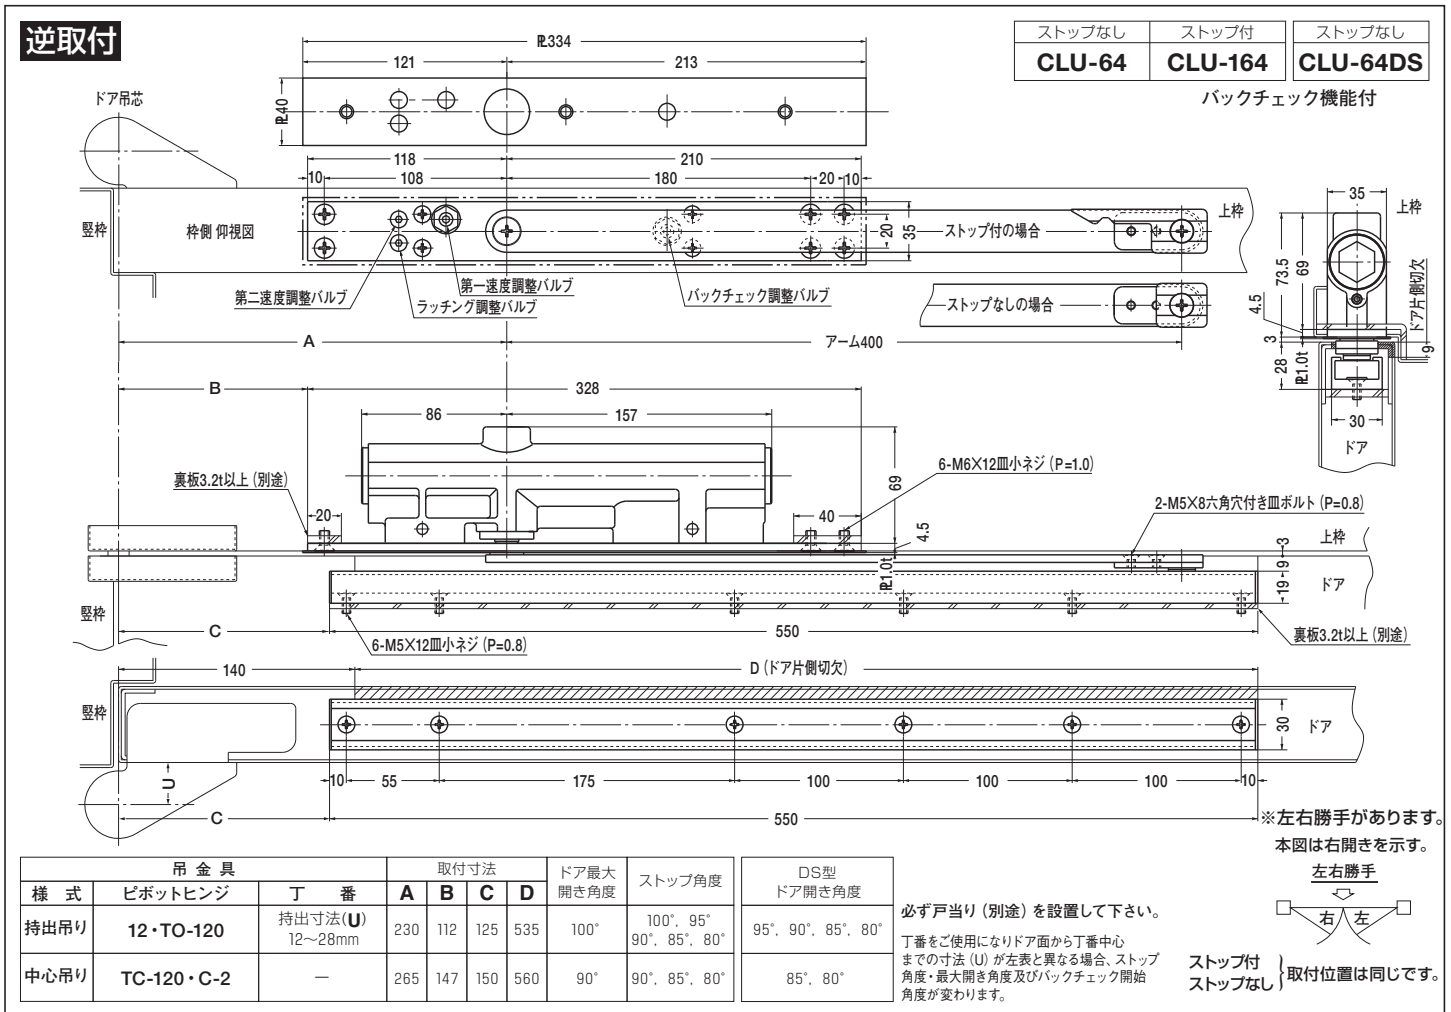 逆取付
ストップなし ストップ付 ストップなし
CLU-64 CLU-164 CLU-64DS
バックチェック機能付
PL334
121 213
ドア吊芯
PL40
118 210
10 108 180 20 10
竪枠
枠側 仰視図
20
35
ストップ付の場合
上枠
第二速度調整バルブ
ラッチング調整バルブ
第一速度調整バルブ
バックチェック調整バルブ
ストップなしの場合
A アーム400
35
上枠
73.5
69
4.5
3
28
PL1.0t
ドア片側切欠
9
30
ドア
B 328
86 157
裏板3.2t以上 (別途)
20
69
6-M6×12皿小ネジ (P=1.0)
40
4.5
2-M5×8六角穴付き皿ボルト (P=0.8)
PL1.0t
3
9
19
上枠
ドア
竪枠
C 550
6-M5×12皿小ネジ (P=0.8)
裏板3.2t以上 (別途)
140 D (ドア片側切欠)
竪枠
30
ドア
U
10 55 175 100 100 100 10
C 550
※左右勝手があります。
本図は右開きを示す。
左右勝手
右 左
ストップ付
ストップなし
取付位置は同じです。
吊金具 取付寸法 ドア最大開き角度 ストップ角度 DS型ドア開き角度
様式 ピボットヒンジ 丁番 A B C D
持出吊り 12・TO-120 持出寸法(U) 12〜28mm 230 112 125 535 100° 100°, 95° 90°, 85°, 80° 95°, 90°, 85°, 80°
中心吊り TC-120・C-2 — 265 147 150 560 90° 90°, 85°, 80° 85°, 80°
必ず戸当り (別途) を設置して下さい。
丁番をご使用になりドア面から丁番中心
までの寸法 (U) が左表と異なる場合、ストップ
角度・最大開き角度及びバックチェック開始
角度が変わります。